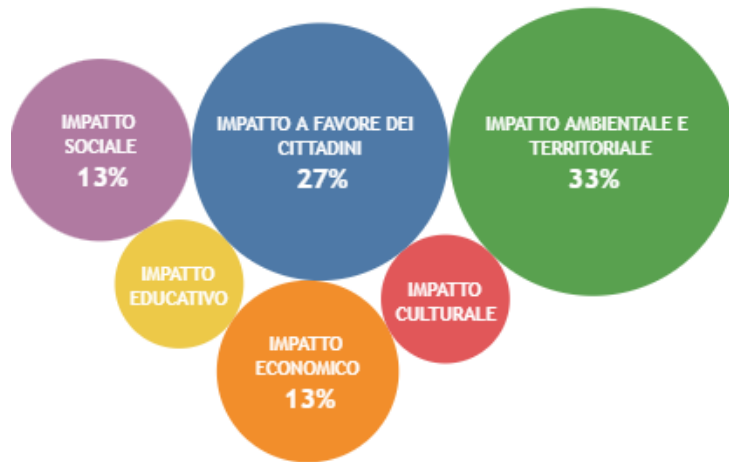 IMPATTO
SOCIALE
13%
IMPATTO A FAVORE DEI
CITTADINI
27%
IMPATTO AMBIENTALE E
TERRITORIALE
33%
IMPATTO
EDUCATIVO
IMPATTO
ECONOMICO
13%
IMPATTO
CULTURALE